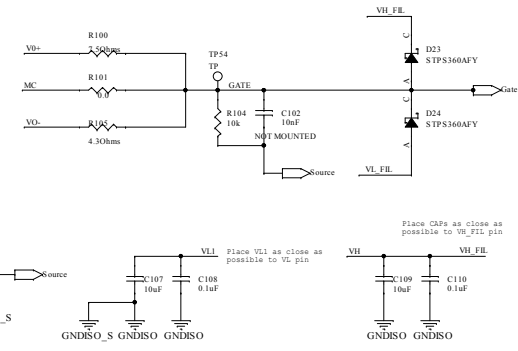 VH_FIL
C
D23
STPS360AFY
A
R100
7.5Ohms
V0+
TP54
TP
R101
0.0
MC
GATE
C
Gate
R104
10k
C102
10nF
D24
STPS360AFY
A
R105
4.3Ohms
VO-
NOT MOUNTED
Source
VL_FIL
Place CAPs as close as
possible to VH_FIL pin
VL1
Place VL1 as close as
possible to VL pin
VH
VH_FIL
Source
C107
10uF
C108
0.1uF
C109
10uF
C110
0.1uF
_S
GNDISO_S
GNDISO
GNDISO
GNDISO
GNDISO